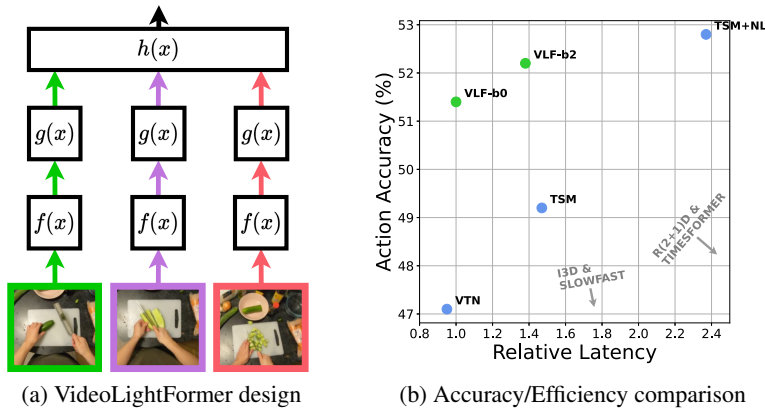 h(x)
g(x) g(x) g(x)
f(x) f(x) f(x)
(a) VideoLightFormer design
Action Accuracy (%)
53
52
51
50
49
48
47
0.8 1.0 1.2 1.4 1.6 1.8 2.0 2.2 2.4
Relative Latency
TSM+NL
VLF-b2
VLF-b0
TSM
R(2+1)D &
TIMESFORMER
I3D &
SLOWFAST
VTN
(b) Accuracy/Efficiency comparison